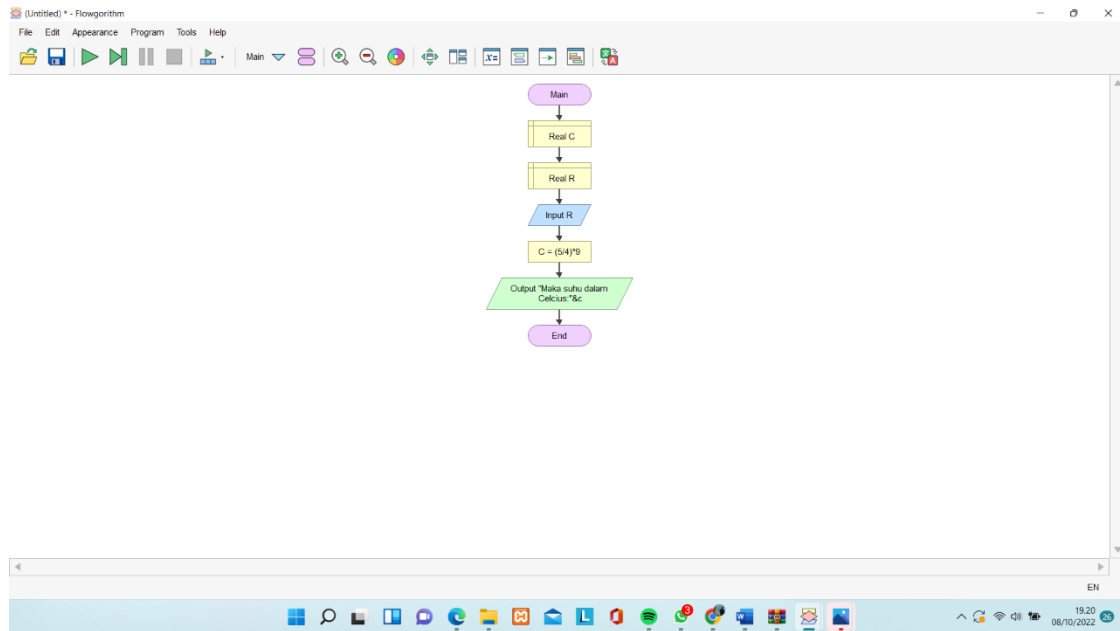 (Untitled) * - Flowgorithm
File Edit Appearance Program Tools Help
Main
Main
Real C
Real R
Input R
C = (5/4)*9
Output "Maka suhu dalam
Celcius:"&c
End
EN
19.20
08/10/2022